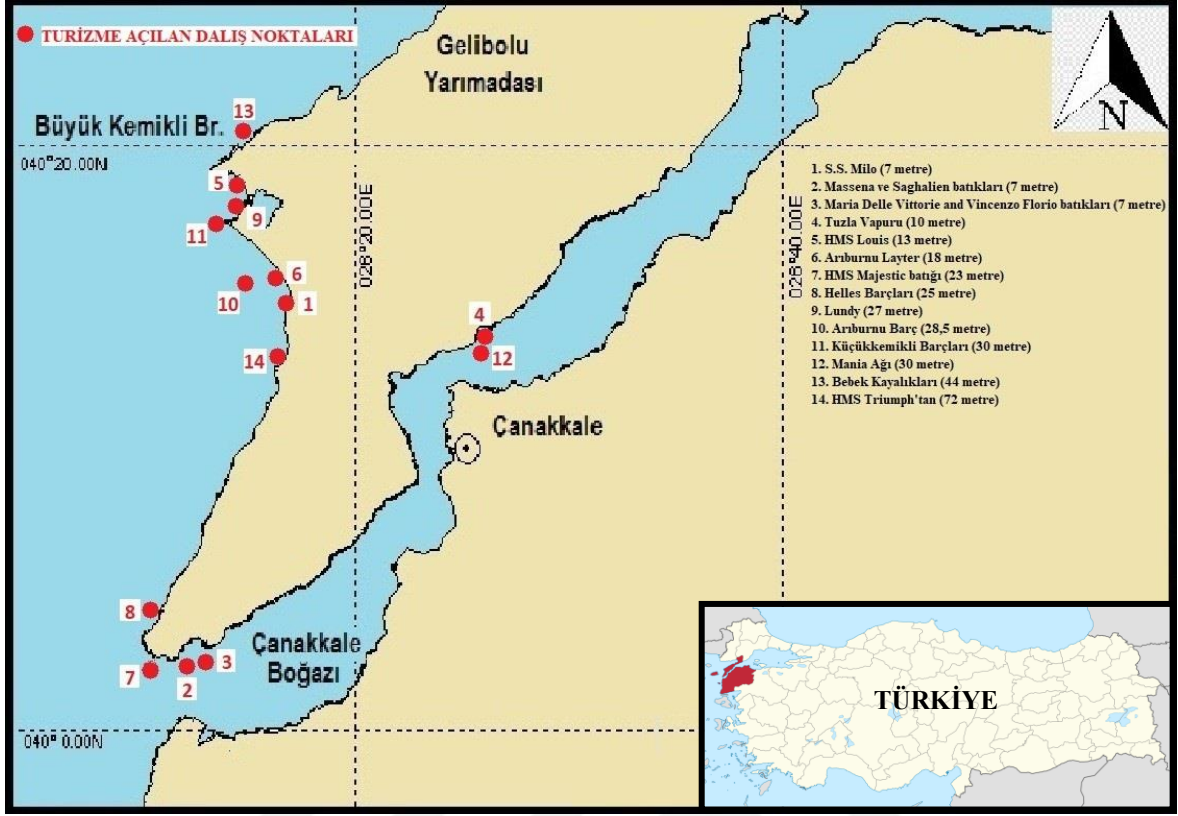 TURİZME AÇILAN DALIŞ NOKTALARI
Gelibolu
Yarımadası
N
13
Büyük Kemikli Br.
040°20.00N
5
9
11
6
10
1
14
4
12
026°20.00E
026°40.00E
1. S.S. Milo (7 metre)
2. Massena ve Saghalien batıkları (7 metre)
3. Maria Delle Vittorie and Vincenzo Florio batıkları (7 metre)
4. Tuzla Vapuru (10 metre)
5. HMS Louis (13 metre)
6. Arıburnu Layter (18 metre)
7. HMS Majestic batığı (23 metre)
8. Helles Barçları (25 metre)
9. Lundy (27 metre)
10. Arıburnu Barç (28,5 metre)
11. Küçükkemikli Barçları (30 metre)
12. Mania Ağı (30 metre)
13. Bebek Kayalıkları (44 metre)
14. HMS Triumph'tan (72 metre)
Çanakkale
8
7
2
3
Çanakkale
Boğazı
040° 0.00N
TÜRKİYE